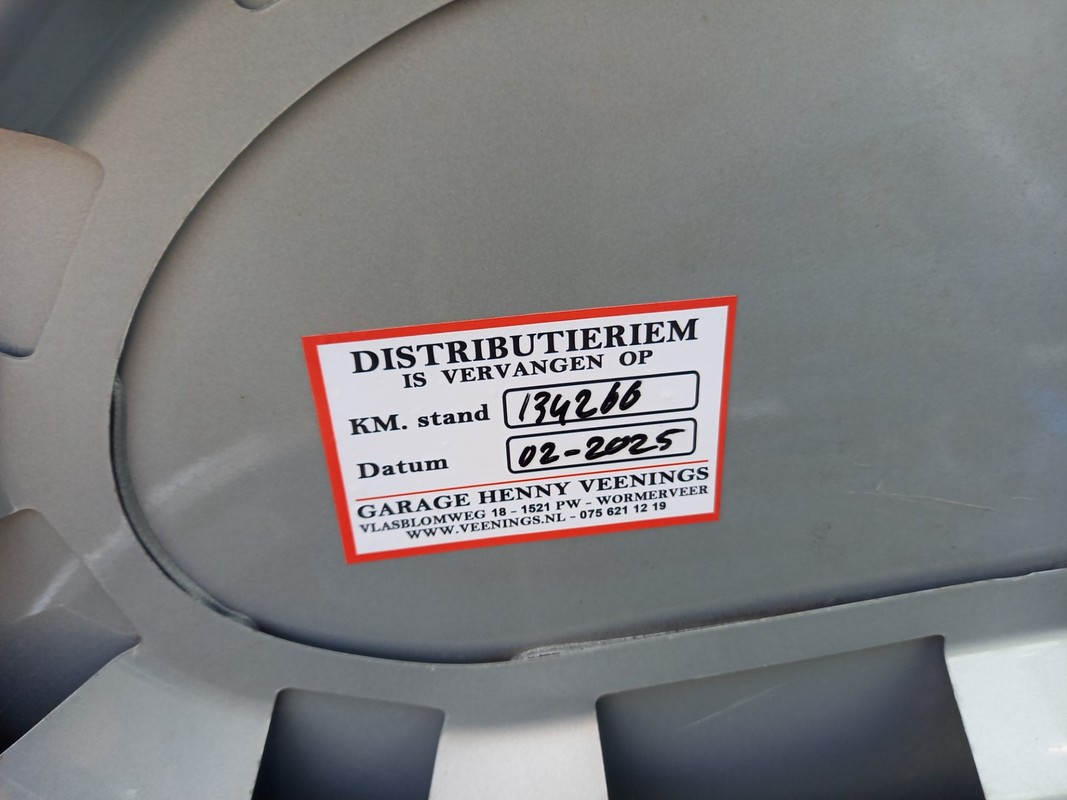 DISTRIBUTIERIEM
IS VERVANGEN OP
KM. stand 134266
Datum 02-2025
GARAGE HENNY VEENINGS
VLASBLOMWEG 18 - 1521 PW - WORMERVEER
WWW.VEENINGS.NL - 075 621 12 19